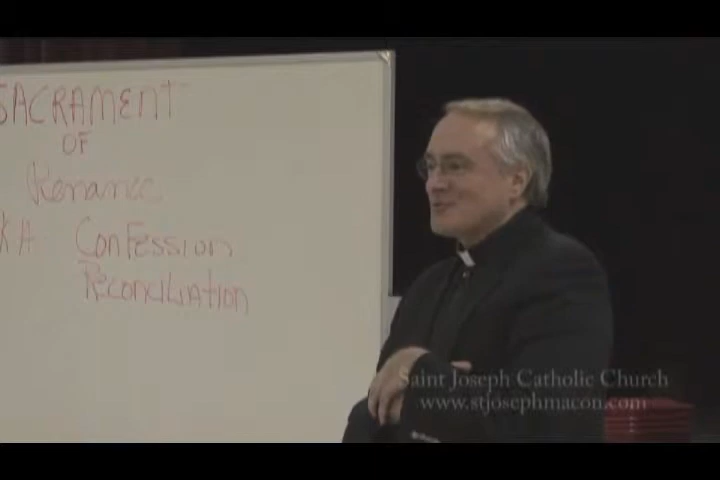 SACRAMENT
OF
Penance
AKA Confession
Reconciliation
Saint Joseph Catholic Church
www.stjosephmacon.com